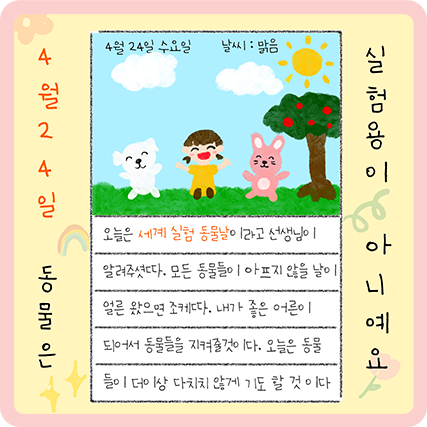 4월24일 동물은
실험용이 아니예요
4월 24일 수요일 날씨 : 맑음
오늘은 세계 실험 동물날이라고 선생님이
알려주셧따. 모든 동물들이 아프지 않을 날이
얼른 왔으면 조케따. 내가 좋은 어른이
되어서 동물들을 지켜줄것이다. 오늘은 동물
들이 더이상 다치치 않게 기도 할 것 이다